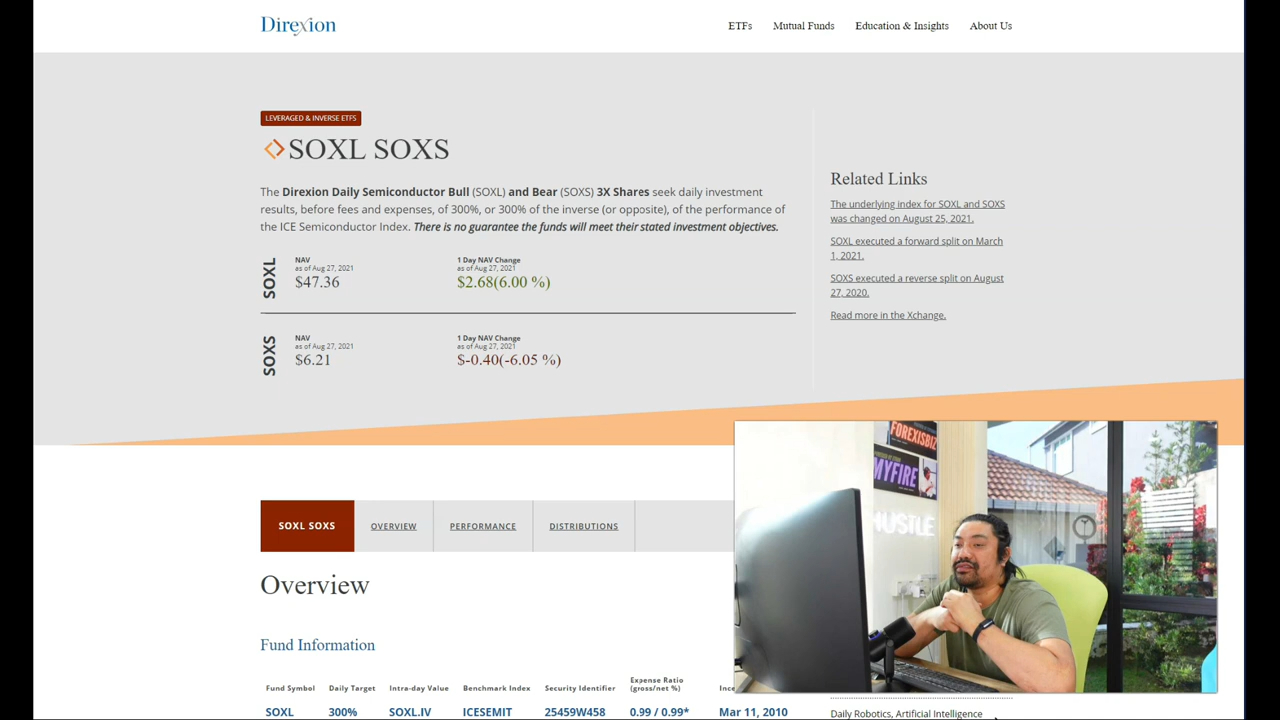 Direxion
ETFs Mutual Funds Education & Insights About Us
LEVERAGED & INVERSE ETFS
SOXL SOXS
The Direxion Daily Semiconductor Bull (SOXL) and Bear (SOXS) 3X Shares seek daily investment
results, before fees and expenses, of 300%, or 300% of the inverse (or opposite), of the performance of
the ICE Semiconductor Index. There is no guarantee the funds will meet their stated investment objectives.
SOXL
NAV
as of Aug 27, 2021
$47.36
1 Day NAV Change
as of Aug 27, 2021
$2.68(6.00 %)
SOXS
NAV
as of Aug 27, 2021
$6.21
1 Day NAV Change
as of Aug 27, 2021
$-0.40(-6.05 %)
Related Links
The underlying index for SOXL and SOXS
was changed on August 25, 2021.
SOXL executed a forward split on March
1, 2021.
SOXS executed a reverse split on August
27, 2020.
Read more in the Xchange.
SOXL SOXS OVERVIEW PERFORMANCE DISTRIBUTIONS
Overview
Fund Information
Fund Symbol Daily Target Intra-day Value Benchmark Index Security Identifier Expense Ratio
(gross/net %)
SOXL 300% SOXL.IV ICESEMIT 25459W458 0.99 / 0.99* Mar 11, 2010
Daily Robotics, Artificial Intelligence
FOREXISBIZ
MYFIRE
HUSTLE